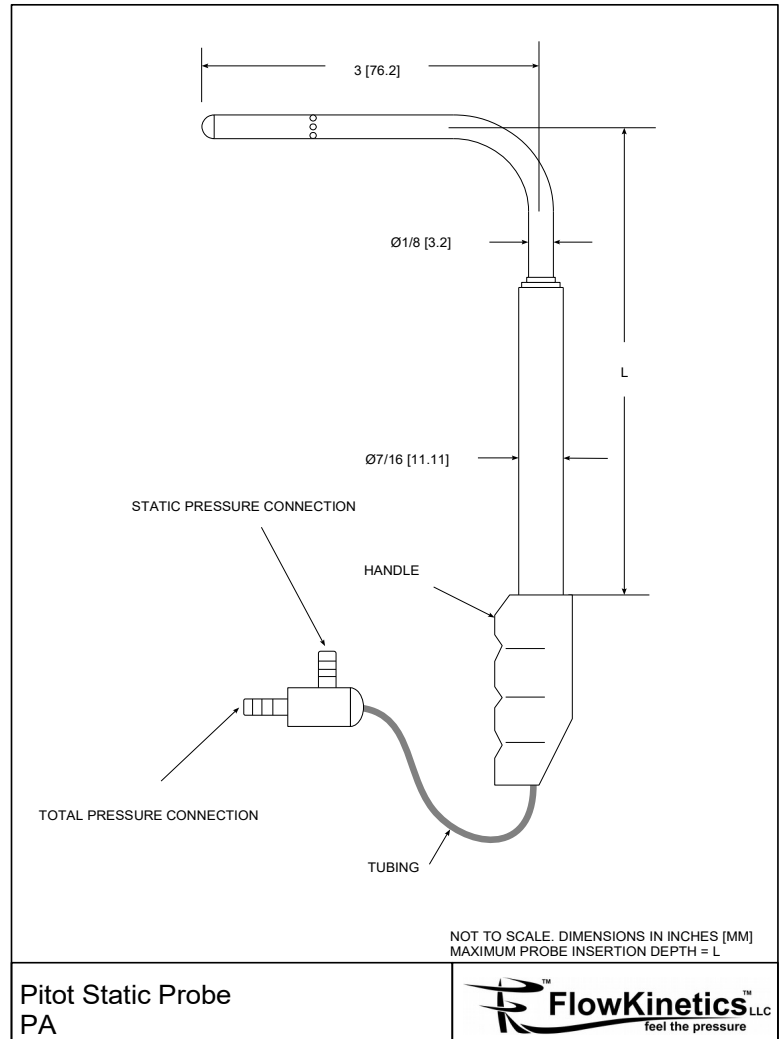 3 [76.2]
Ø1/8 [3.2]
L
Ø7/16 [11.11]
STATIC PRESSURE CONNECTION
HANDLE
TOTAL PRESSURE CONNECTION
TUBING
NOT TO SCALE. DIMENSIONS IN INCHES [MM]
MAXIMUM PROBE INSERTION DEPTH = L
Pitot Static Probe
PA
™ FlowKinetics™ LLC
feel the pressure